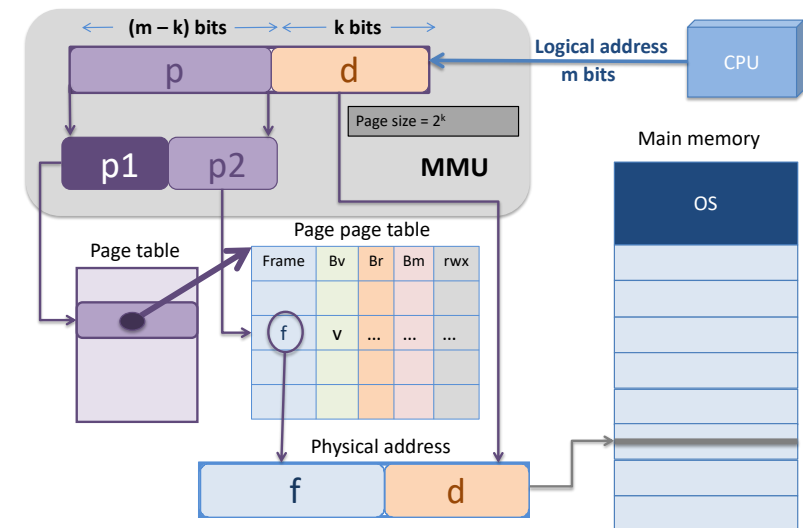 (m – k) bits
k bits
Logical address
m bits
CPU
p
d
Page size = 2ᵏ
p1
p2
MMU
Main memory
OS
Page table
Page page table
Frame Bv Br Bm rwx
f v ... ... ...
Physical address
f
d